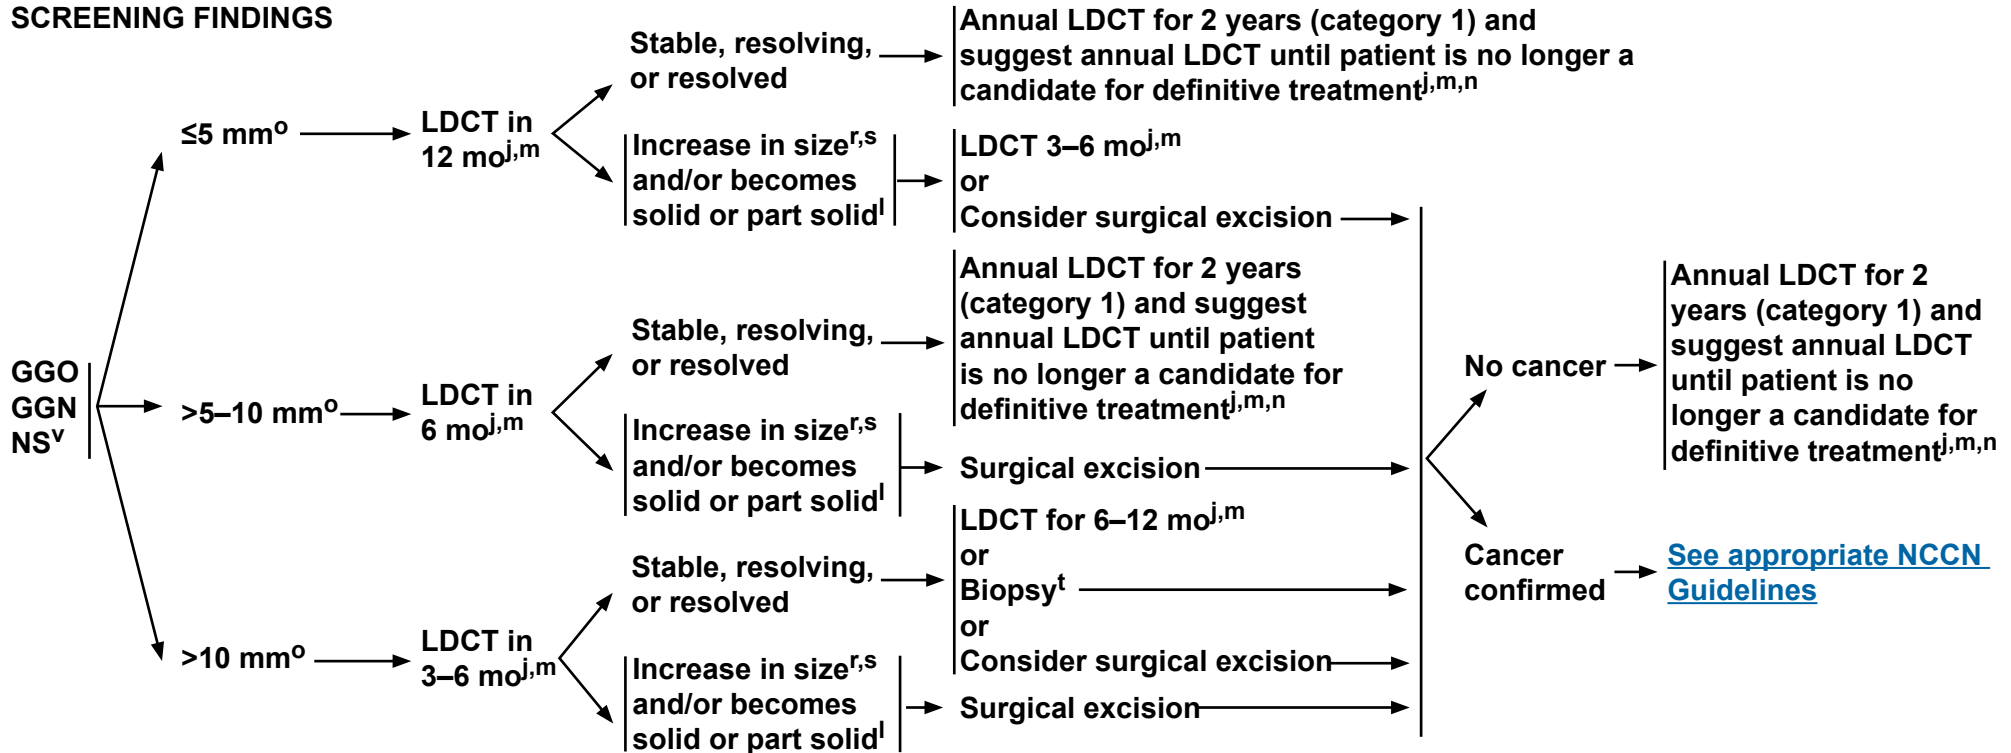 SCREENING FINDINGS
GGO
GGN
NSᵛ
≤5 mmᵒ
LDCT in
12 moʲ,ᵐ
Stable, resolving,
or resolved
Annual LDCT for 2 years (category 1) and
suggest annual LDCT until patient is no longer a
candidate for definitive treatmentʲ,ᵐ,ⁿ
Increase in sizeʳ,ˢ
and/or becomes
solid or part solidˡ
LDCT 3–6 moʲ,ᵐ
or
Consider surgical excision
>5–10 mmᵒ
LDCT in
6 moʲ,ᵐ
Stable, resolving,
or resolved
Annual LDCT for 2 years
(category 1) and suggest
annual LDCT until patient
is no longer a candidate for
definitive treatmentʲ,ᵐ,ⁿ
Increase in sizeʳ,ˢ
and/or becomes
solid or part solidˡ
Surgical excision
>10 mmᵒ
LDCT in
3–6 moʲ,ᵐ
Stable, resolving,
or resolved
LDCT for 6–12 moʲ,ᵐ
or
Biopsyᵗ
or
Consider surgical excision
Increase in sizeʳ,ˢ
and/or becomes
solid or part solidˡ
Surgical excision
No cancer
Annual LDCT for 2
years (category 1) and
suggest annual LDCT
until patient is no
longer a candidate for
definitive treatmentʲ,ᵐ,ⁿ
Cancer
confirmed
See appropriate NCCN
Guidelines